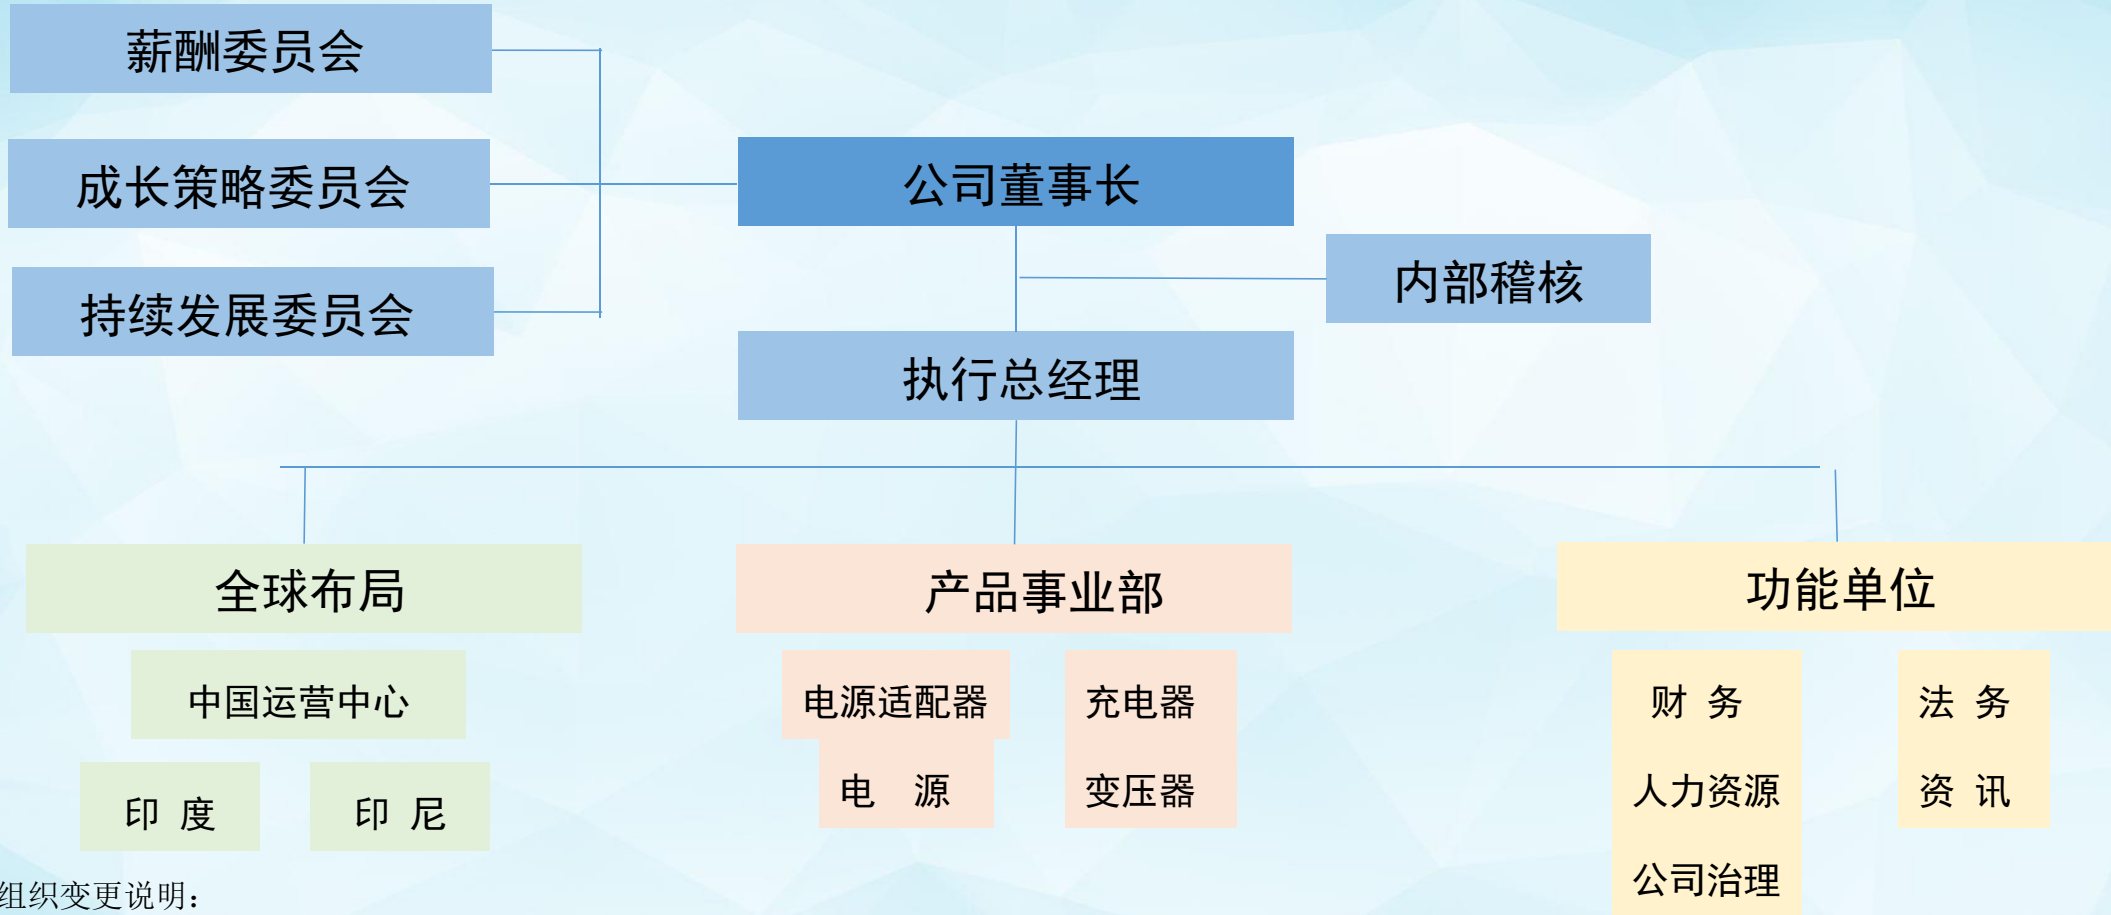 薪酬委员会
成长策略委员会
公司董事长
内部稽核
持续发展委员会
执行总经理
全球布局
产品事业部
功能单位
中国运营中心
印 度
印 尼
电源适配器
充电器
电 源
变压器
财 务
法 务
人力资源
资 讯
公司治理
组织变更说明：